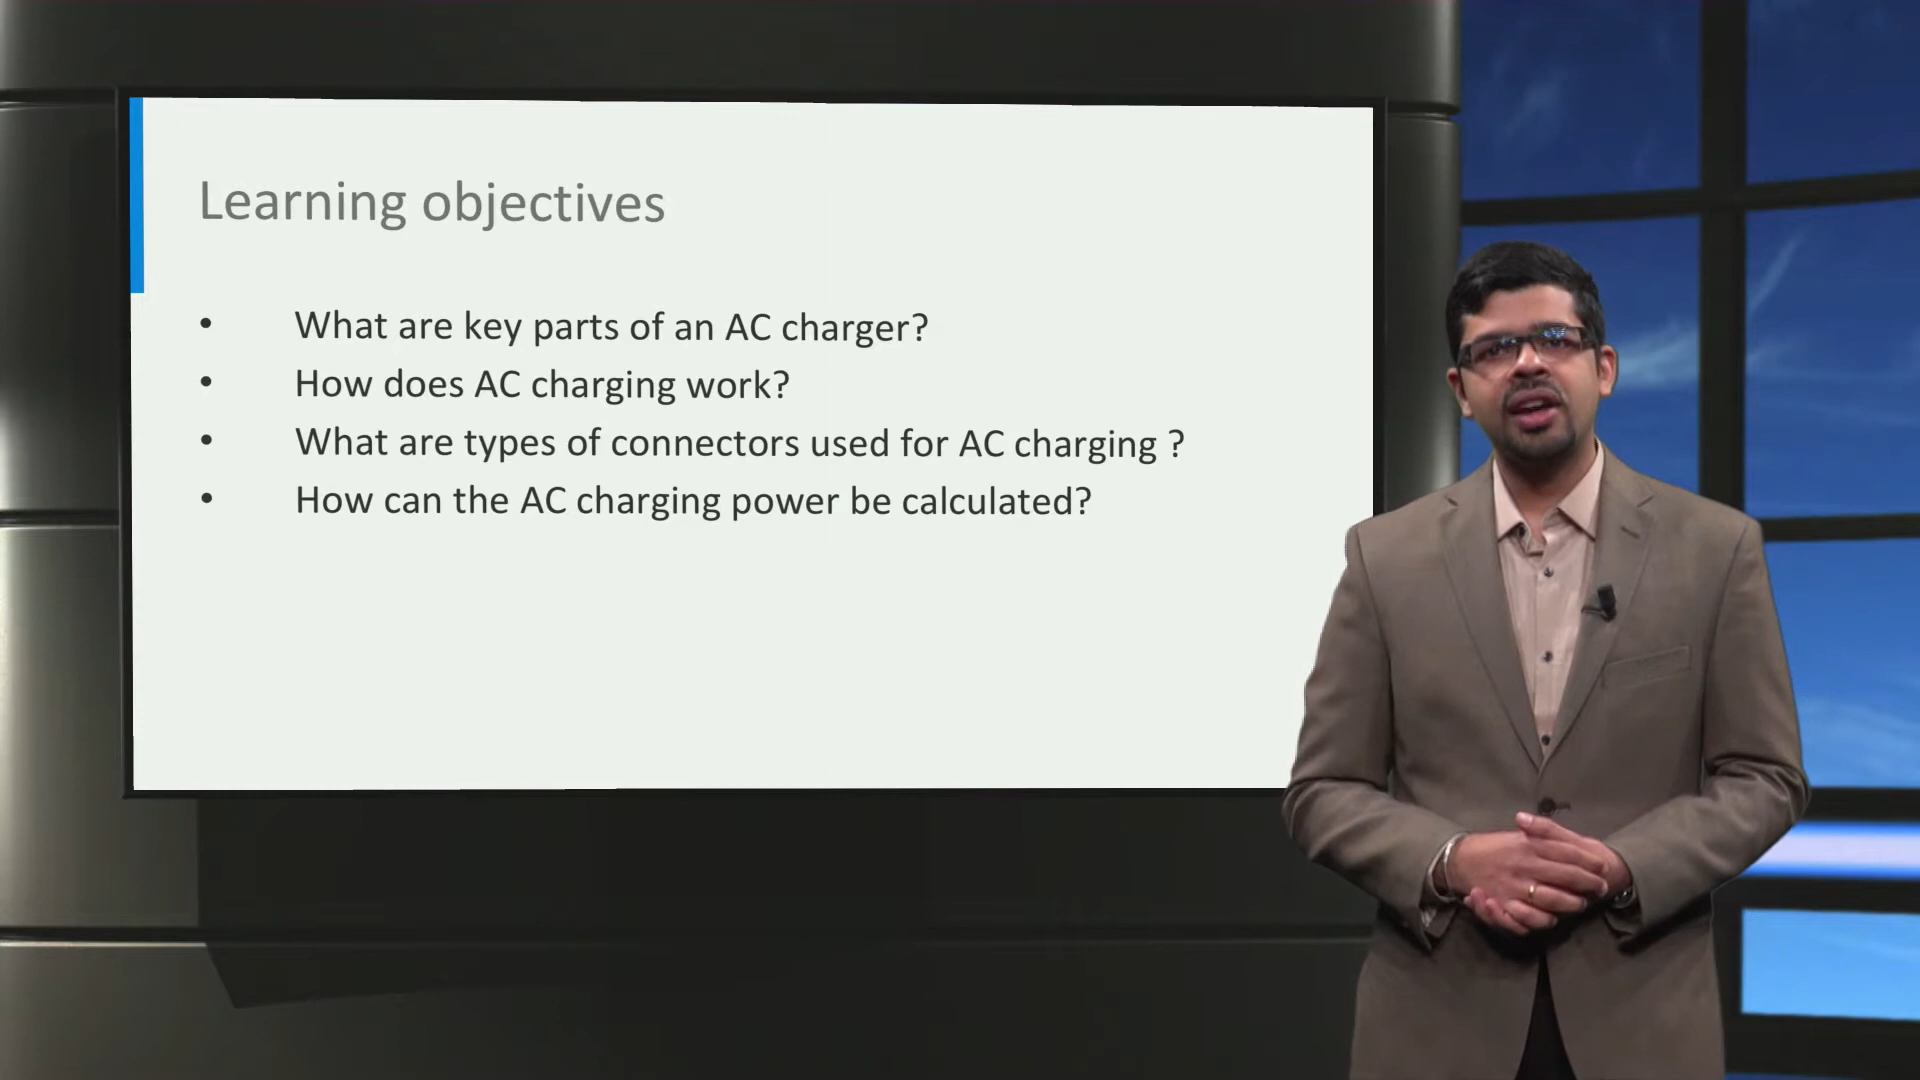 Learning objectives
• What are key parts of an AC charger?
• How does AC charging work?
• What are types of connectors used for AC charging ?
• How can the AC charging power be calculated?